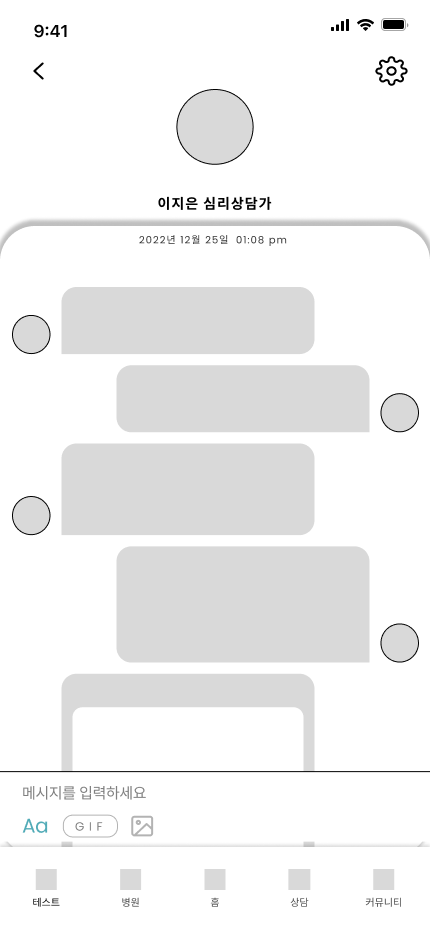 9:41
이지은 심리상담가
2022년 12월 25일 01:08 pm
메시지를 입력하세요
Aa GIF
테스트 병원 홈 상담 커뮤니티